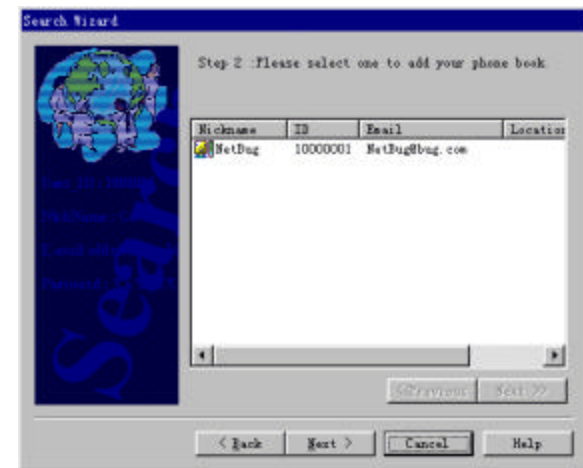 Search Wizard
Step 2 :Please select one to add your phone book
Nickname ID Email Location
NetBug 10000001 NetBug@bug.com
Search
<<Previous Next >>
< Back Next > Cancel Help